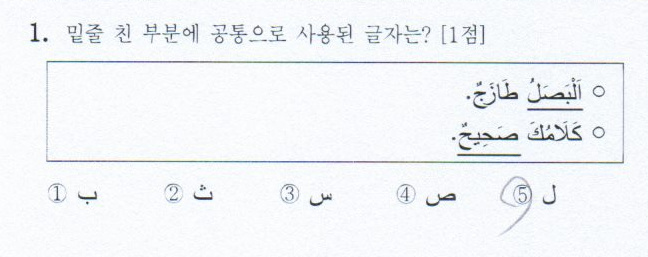 1. 밑줄 친 부분에 공통으로 사용된 글자는? [1점]
○ اَلْبَصَلُ طَازَجٌ.
○ كَلَامُكَ صَحِيحٌ.
① ب ② ث ③ س ④ ص ⑤ ل